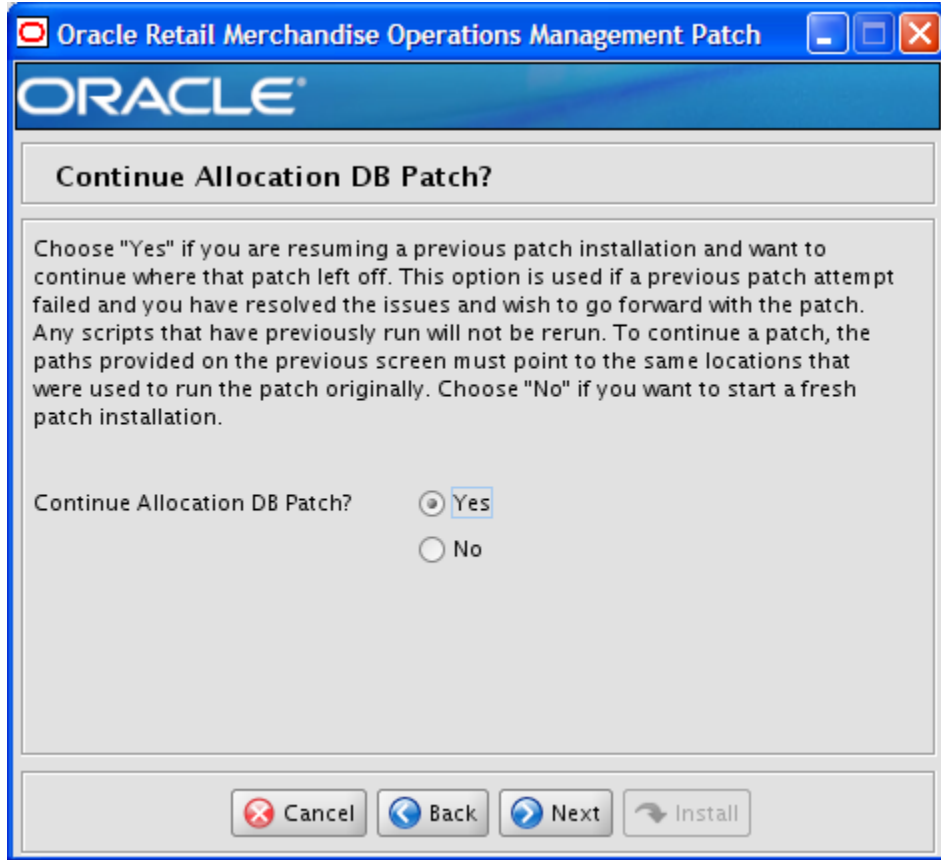 Oracle Retail Merchandise Operations Management Patch
ORACLE®
Continue Allocation DB Patch?
Choose "Yes" if you are resuming a previous patch installation and want to
continue where that patch left off. This option is used if a previous patch attempt
failed and you have resolved the issues and wish to go forward with the patch.
Any scripts that have previously run will not be rerun. To continue a patch, the
paths provided on the previous screen must point to the same locations that
were used to run the patch originally. Choose "No" if you want to start a fresh
patch installation.
Continue Allocation DB Patch? Yes
No
Cancel Back Next Install